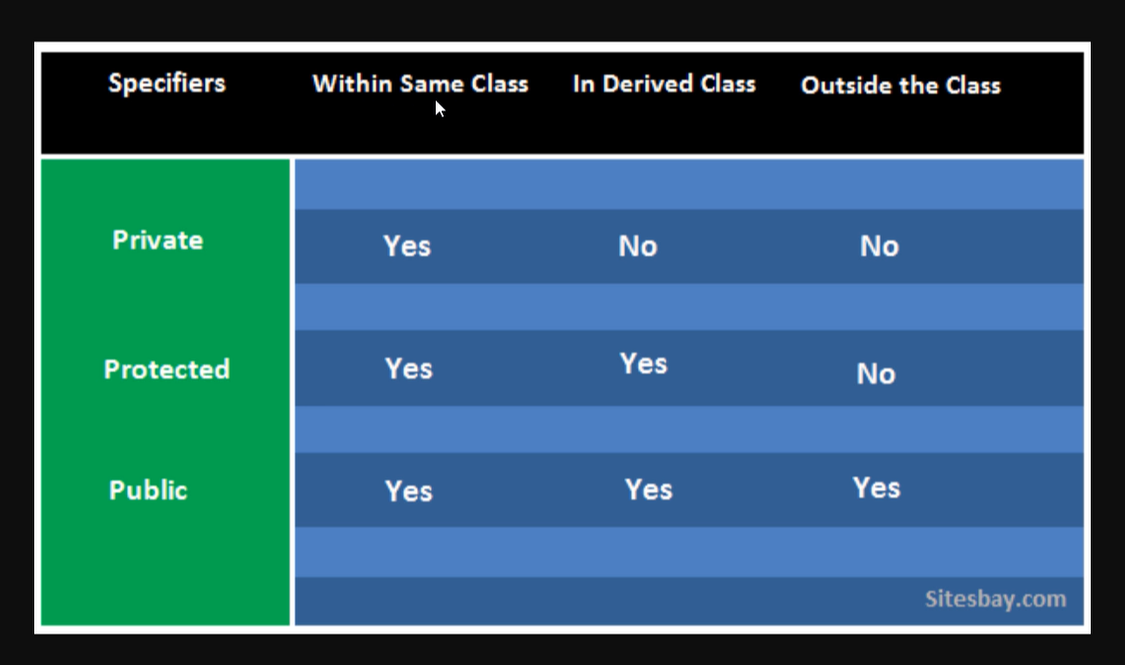 Specifiers Within Same Class In Derived Class Outside the Class
Private Yes No No
Protected Yes Yes No
Public Yes Yes Yes
Sitesbay.com